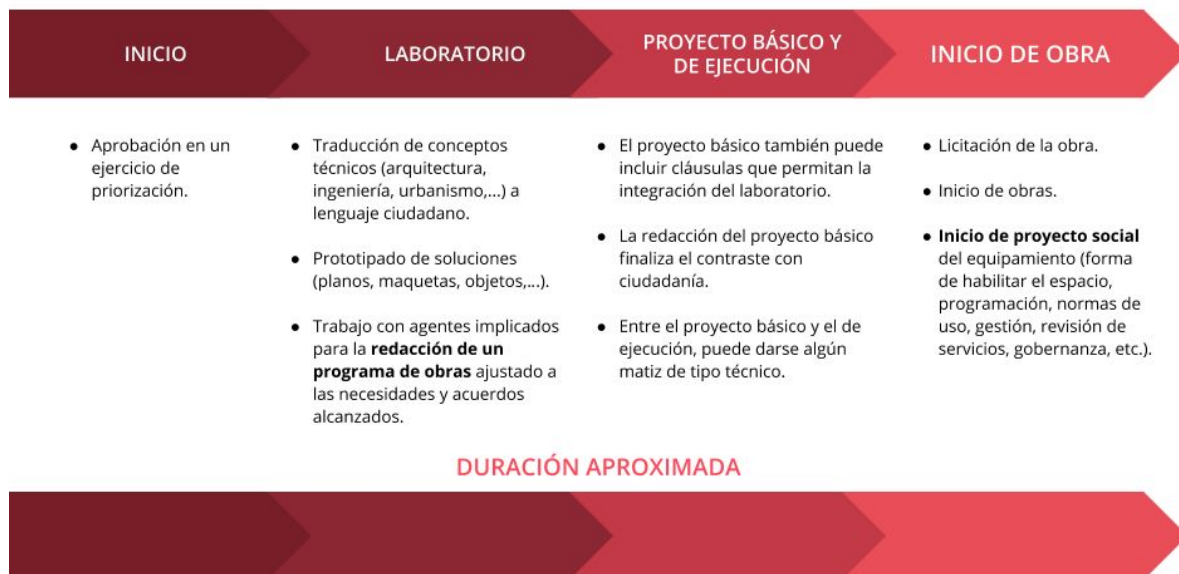 INICIO
LABORATORIO
PROYECTO BÁSICO Y
DE EJECUCIÓN
INICIO DE OBRA
● Aprobación en un
ejercicio de
priorización.
● Traducción de conceptos
técnicos (arquitectura,
ingeniería, urbanismo,...) a
lenguaje ciudadano.
● Prototipado de soluciones
(planos, maquetas, objetos,...).
● Trabajo con agentes implicados
para la redacción de un
programa de obras ajustado a
las necesidades y acuerdos
alcanzados.
● El proyecto básico también puede
incluir cláusulas que permitan la
integración del laboratorio.
● La redacción del proyecto básico
finaliza el contraste con
ciudadanía.
● Entre el proyecto básico y el de
ejecución, puede darse algún
matiz de tipo técnico.
● Licitación de la obra.
● Inicio de obras.
● Inicio de proyecto social
del equipamiento (forma
de habilitar el espacio,
programación, normas de
uso, gestión, revisión de
servicios, gobernanza, etc.).
DURACIÓN APROXIMADA